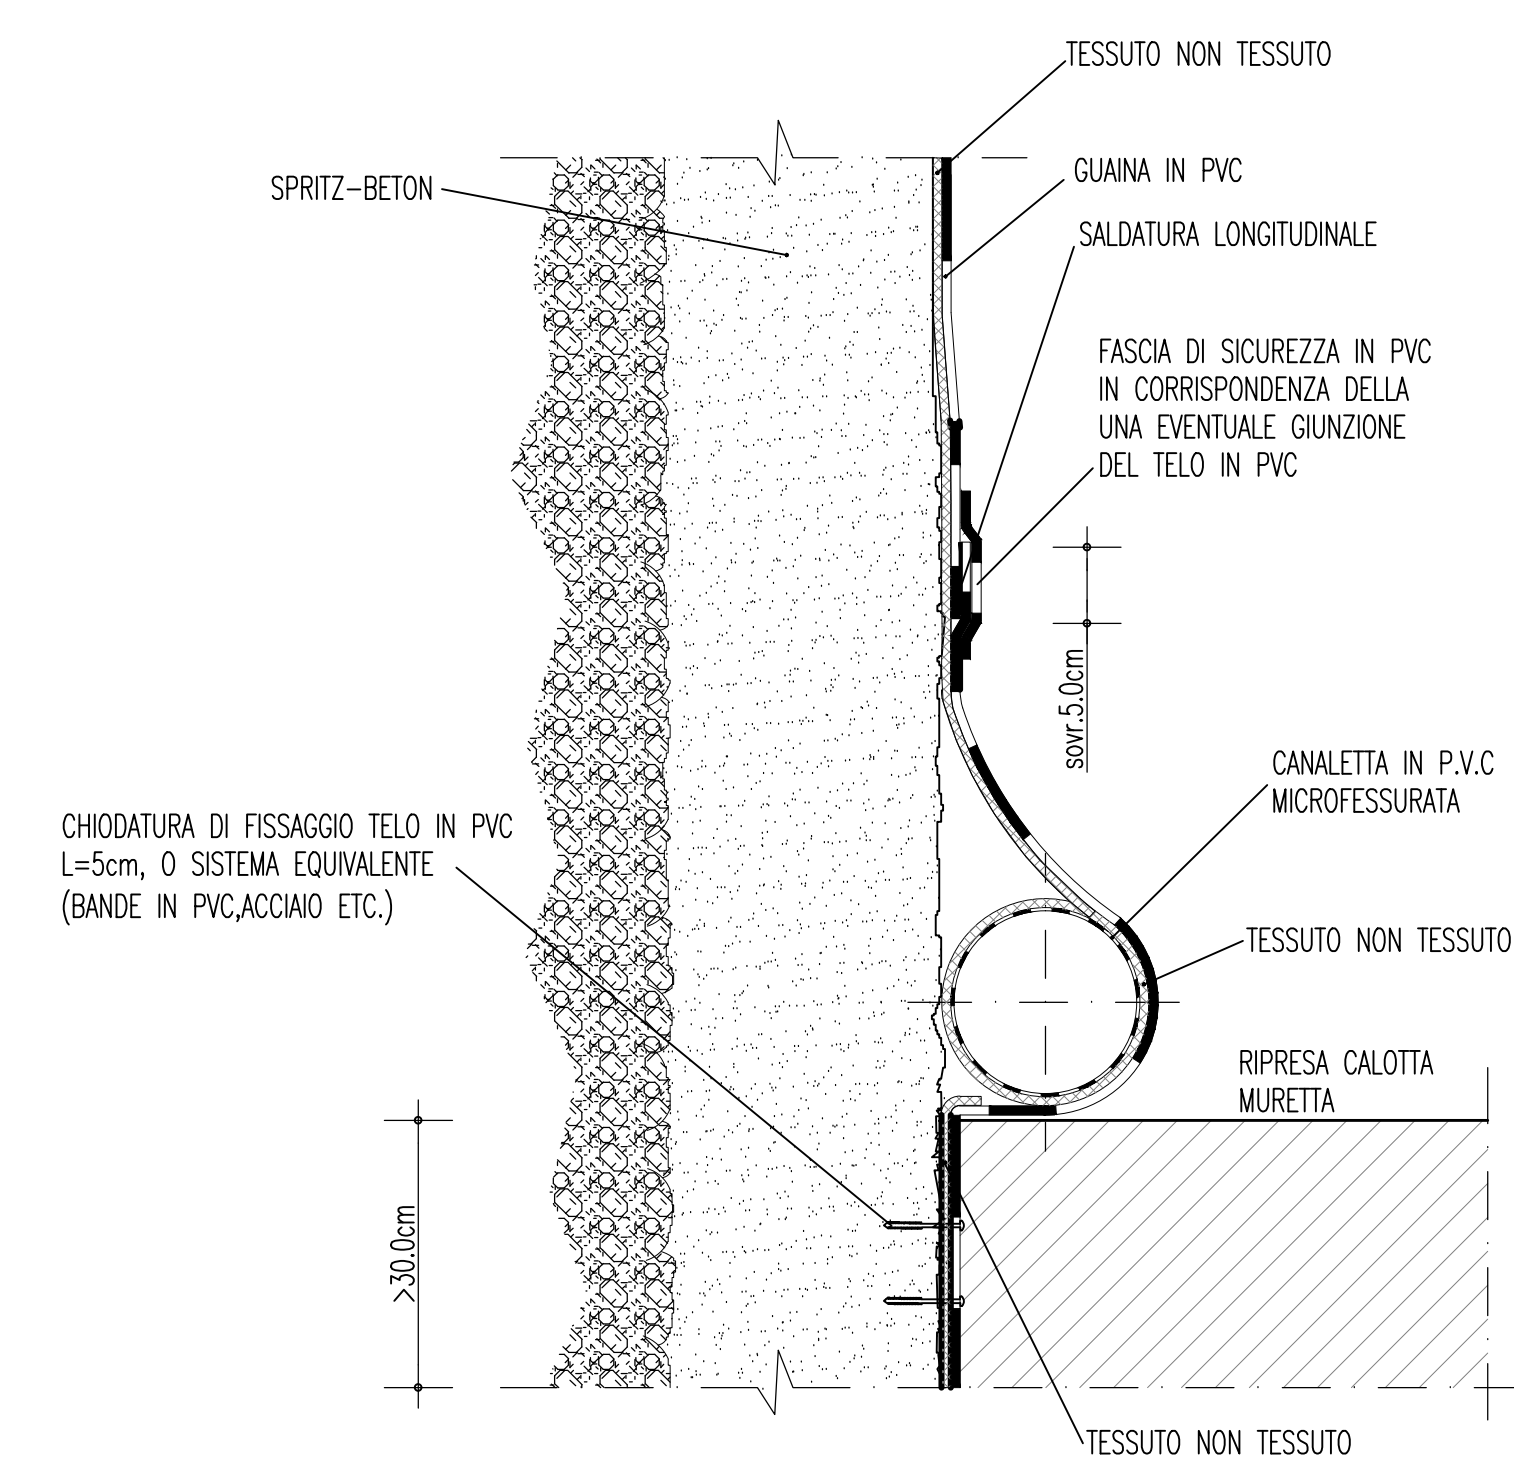 TESSUTO NON TESSUTO
GUAINA IN PVC
SPRITZ-BETON
SALDATURA LONGITUDINALE
FASCIA DI SICUREZZA IN PVC
IN CORRISPONDENZA DELLA
UNA EVENTUALE GIUNZIONE
DEL TELO IN PVC
sovr.5.0cm
CANALETTA IN P.V.C
MICROFESSURATA
CHIODATURA DI FISSAGGIO TELO IN PVC
L=5cm, O SISTEMA EQUIVALENTE
(BANDE IN PVC,ACCIAIO ETC.)
TESSUTO NON TESSUTO
RIPRESA CALOTTA
MURETTA
>30.0cm
TESSUTO NON TESSUTO